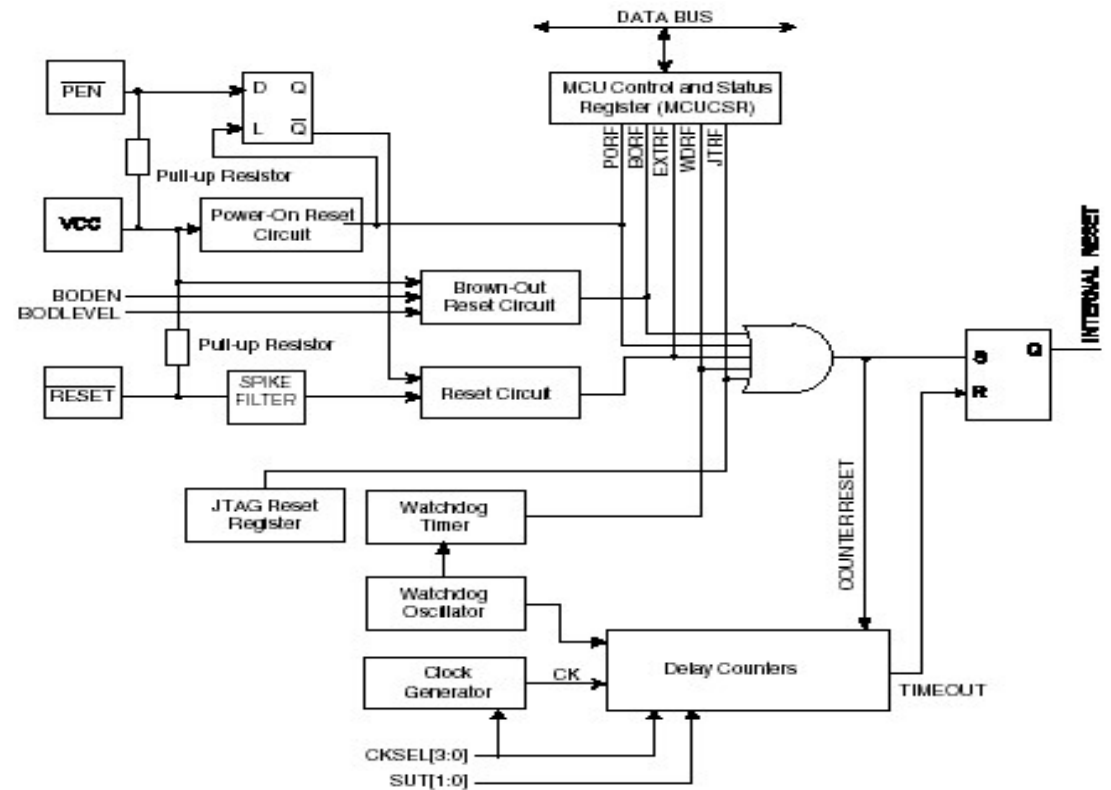 DATA BUS
PEN
D Q
L Q
MCU Control and Status
Register (MCUCSR)
PORF
BORF
EXTRF
WDRF
JTRF
Pull-up Resistor
VCC
Power-On Reset
Circuit
BODEN
BODLEVEL
Brown-Out
Reset Circuit
Pull-up Resistor
RESET
SPIKE
FILTER
Reset Circuit
S Q
R
INTERNAL RESET
JTAG Reset
Register
Watchdog
Timer
COUNTER RESET
Watchdog
Oscillator
Clock
Generator
CK
Delay Counters
TIMEOUT
CKSEL[3:0]
SUT[1:0]